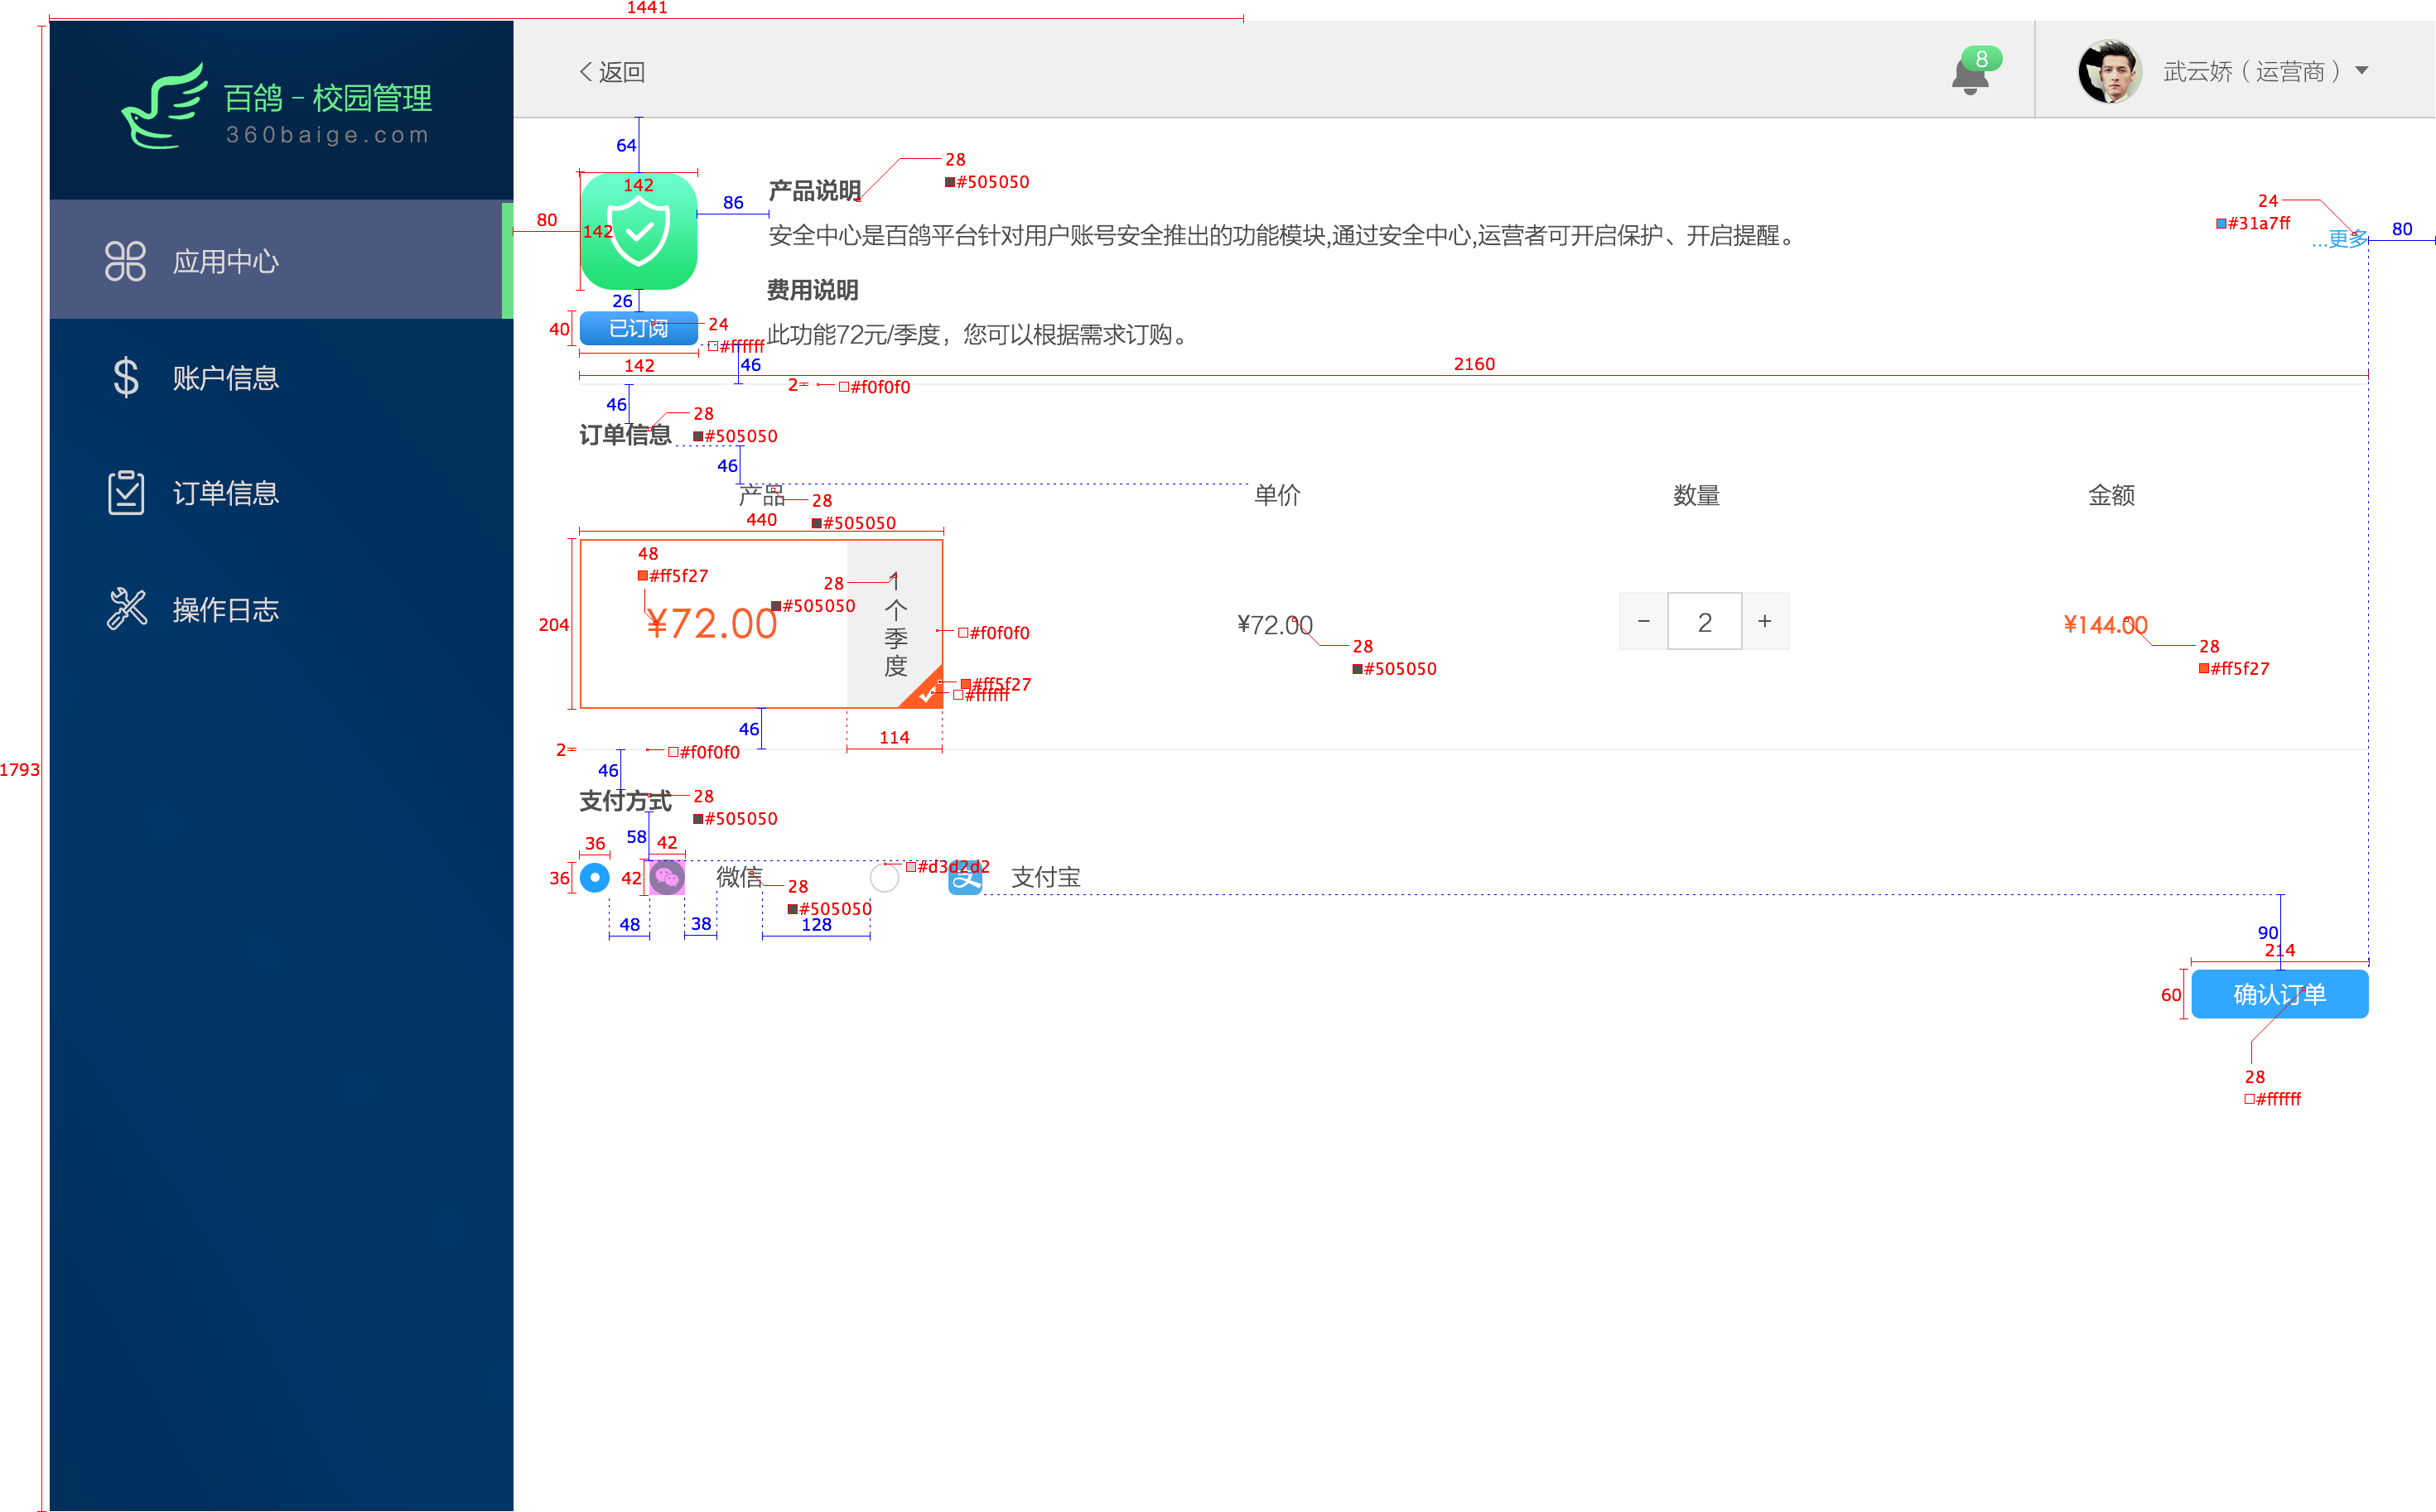 1441
百鸽 - 校园管理
360baige.com
返回
8
武云娇（运营商）
64
142
142
80
86
产品说明
28
#505050
安全中心是百鸽平台针对用户账号安全推出的功能模块,通过安全中心,运营者可开启保护、开启提醒。
24
#31a7ff
...更多
80
应用中心
26
费用说明
40
已订阅
24
#ffffff
此功能72元/季度，您可以根据需求订购。
142
46
2160
2
#f0f0f0
账户信息
46
28
#505050
订单信息
46
订单信息
产品
28
#505050
单价
数量
金额
440
48
#ff5f27
28
#505050
1个季度
204
¥72.00
#f0f0f0
#ff5f27
#ffffff
¥72.00
28
#505050
－ 2 +
¥144.00
28
#ff5f27
操作日志
46
114
2
#f0f0f0
1793
46
支付方式
28
#505050
58
36
42
36
42
微信
28
#505050
#d3d2d2
支付宝
48
38
128
90
214
60
确认订单
28
#ffffff